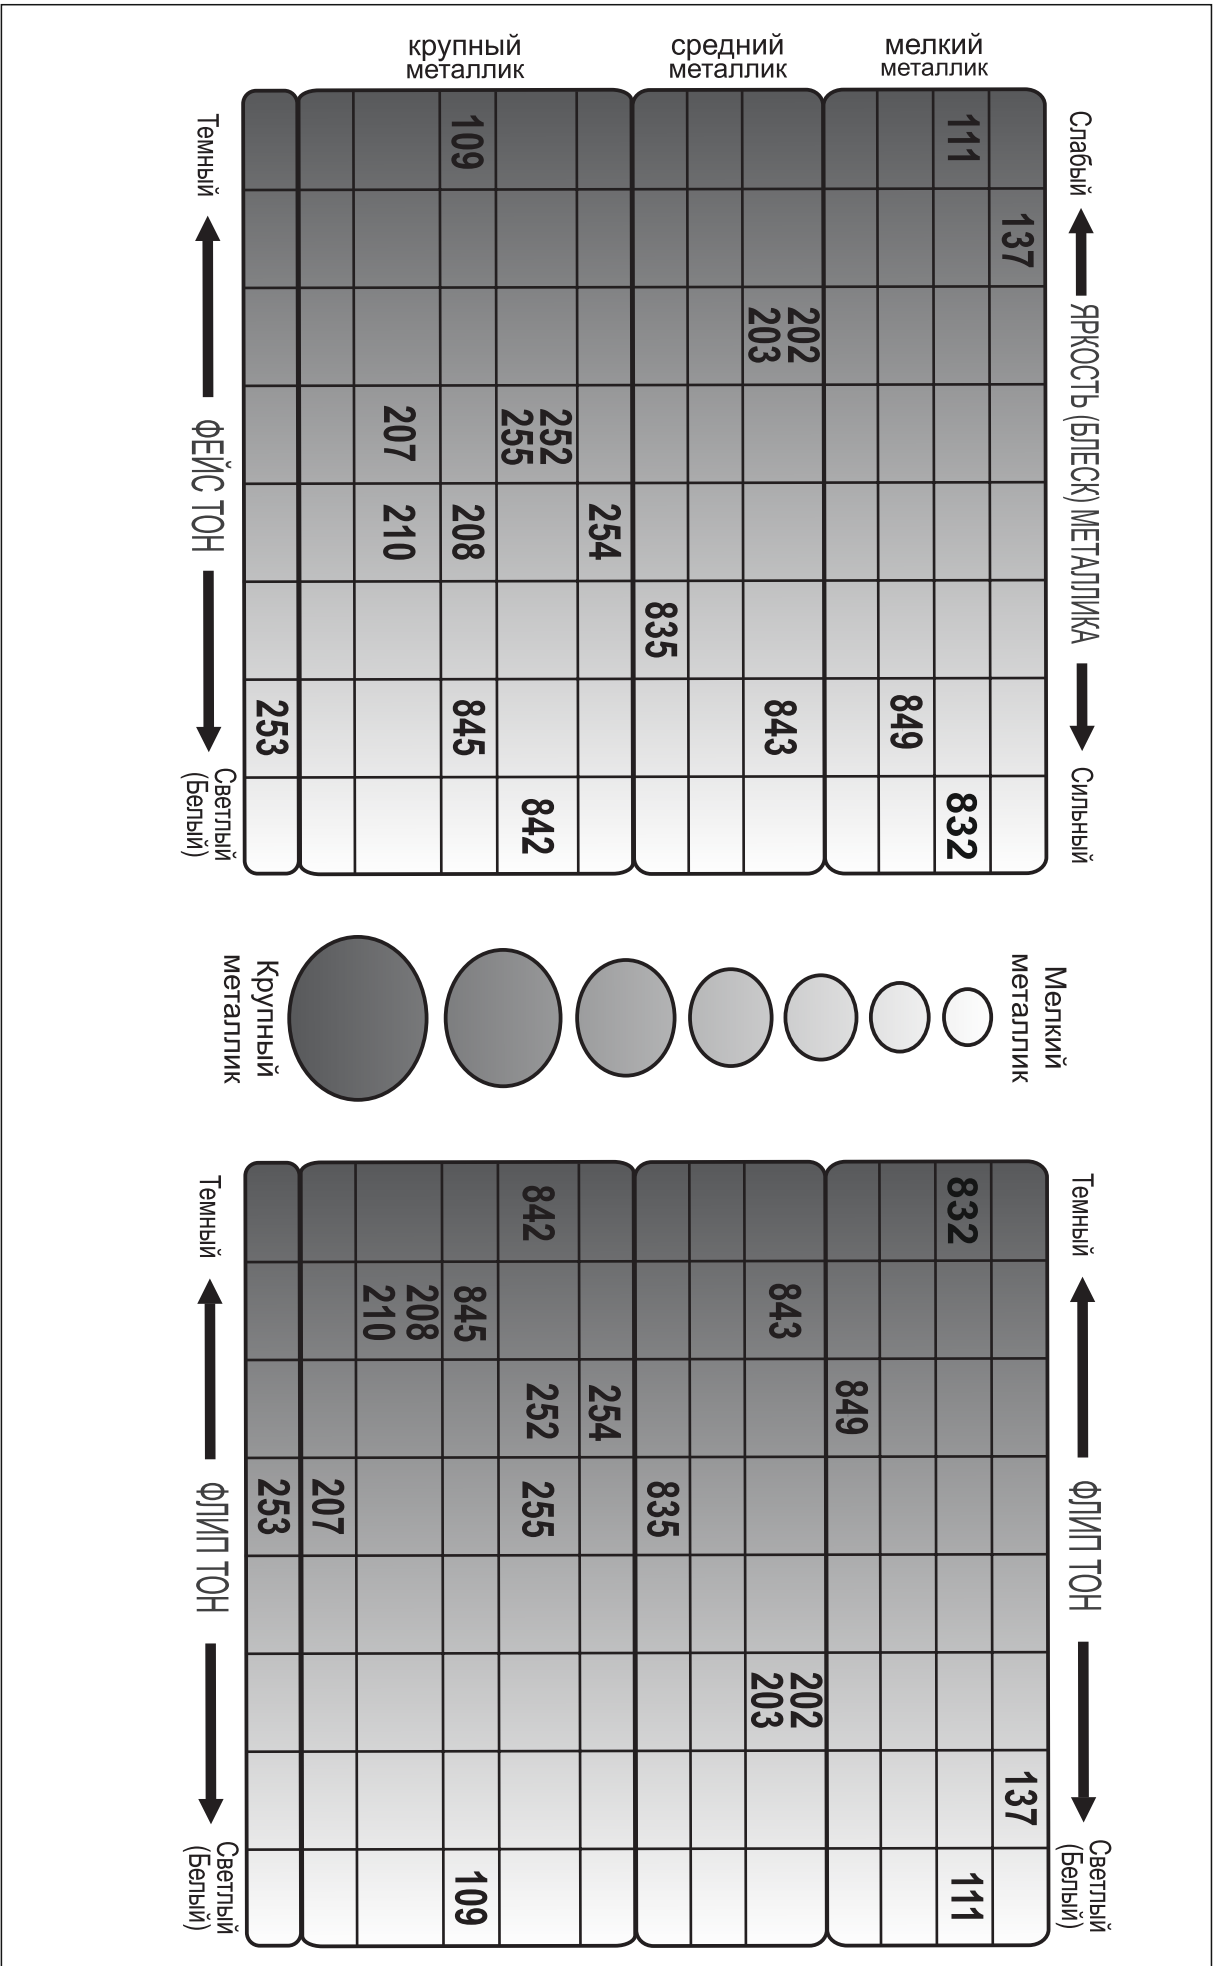 крупный
металлик
средний
металлик
мелкий
металлик
Темный
ФЕЙС ТОН
Светлый
(Белый)
Слабый
ЯРКОСТЬ (БЛЕСК) МЕТАЛЛИКА
Сильный
109
111
137
202
203
207
252
255
210
208
254
835
253
845
843
849
842
832
Крупный
металлик
Мелкий
металлик
Темный
ФЛИП ТОН
Светлый
(Белый)
Темный
ФЛИП ТОН
Светлый
(Белый)
842
832
208
210
845
843
252
254
849
253
207
255
835
202
203
137
109
111